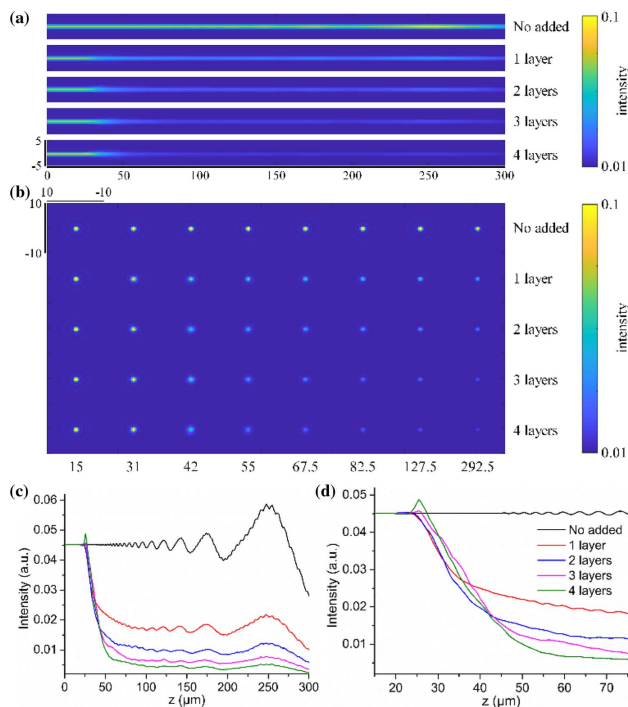 (a)
No added
1 layer
2 layers
3 layers
4 layers
5
-5
0 50 100 150 200 250 300
0.1
intensity
0.01
(b)
10 -10
10
-10
No added
1 layer
2 layers
3 layers
4 layers
15 31 42 55 67.5 82.5 127.5 292.5
0.1
intensity
0.01
(c)
0.06
0.05
0.04
0.03
0.02
0.01
Intensity (a.u.)
0 50 100 150 200 250 300
z (μm)
(d)
0.05
0.04
0.03
0.02
0.01
Intensity (a.u.)
No added
1 layer
2 layers
3 layers
4 layers
20 30 40 50 60 70
z (μm)